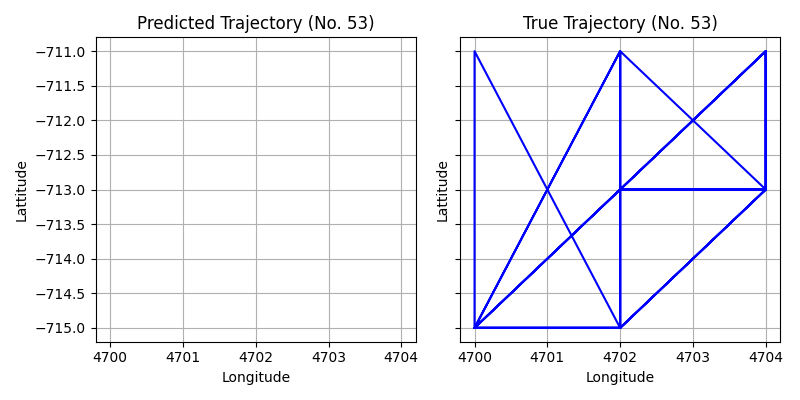 Predicted Trajectory (No. 53)
True Trajectory (No. 53)
Lattitude
−711.0
−711.5
−712.0
−712.5
−713.0
−713.5
−714.0
−714.5
−715.0
Lattitude
4700 4701 4702 4703 4704
4700 4701 4702 4703 4704
Longitude
Longitude